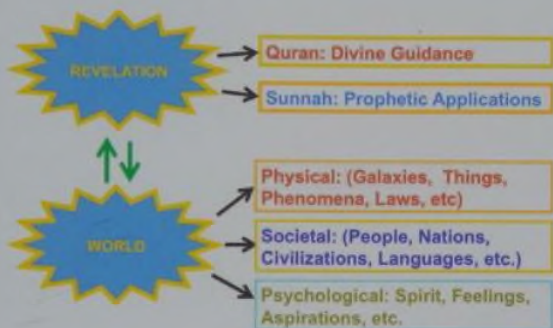 REVELATION
Quran: Divine Guidance
Sunnah: Prophetic Applications
WORLD
Physical: (Galaxies, Things,
Phenomena, Laws, etc)
Societal: (People, Nations,
Civilizations, Languages, etc.)
Psychological: Spirit, Feelings,
Aspirations, etc.